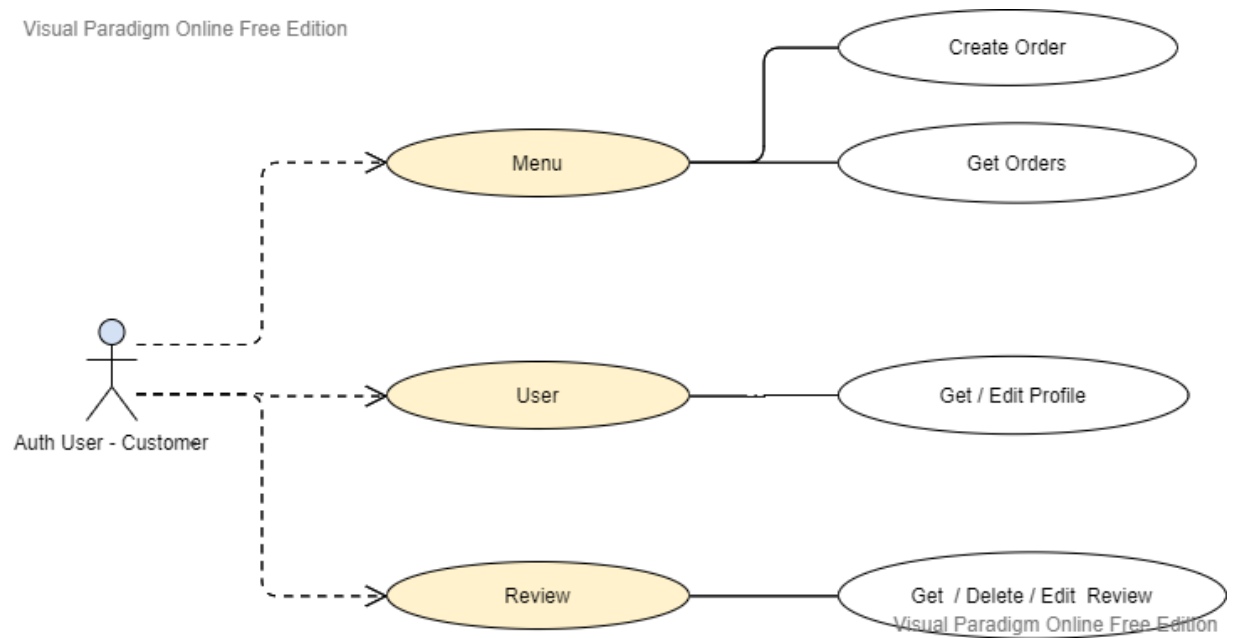 Visual Paradigm Online Free Edition
Create Order
Menu
Get Orders
User
Get / Edit Profile
Auth User - Customer
Review
Get / Delete / Edit Review
Visual Paradigm Online Free Edition